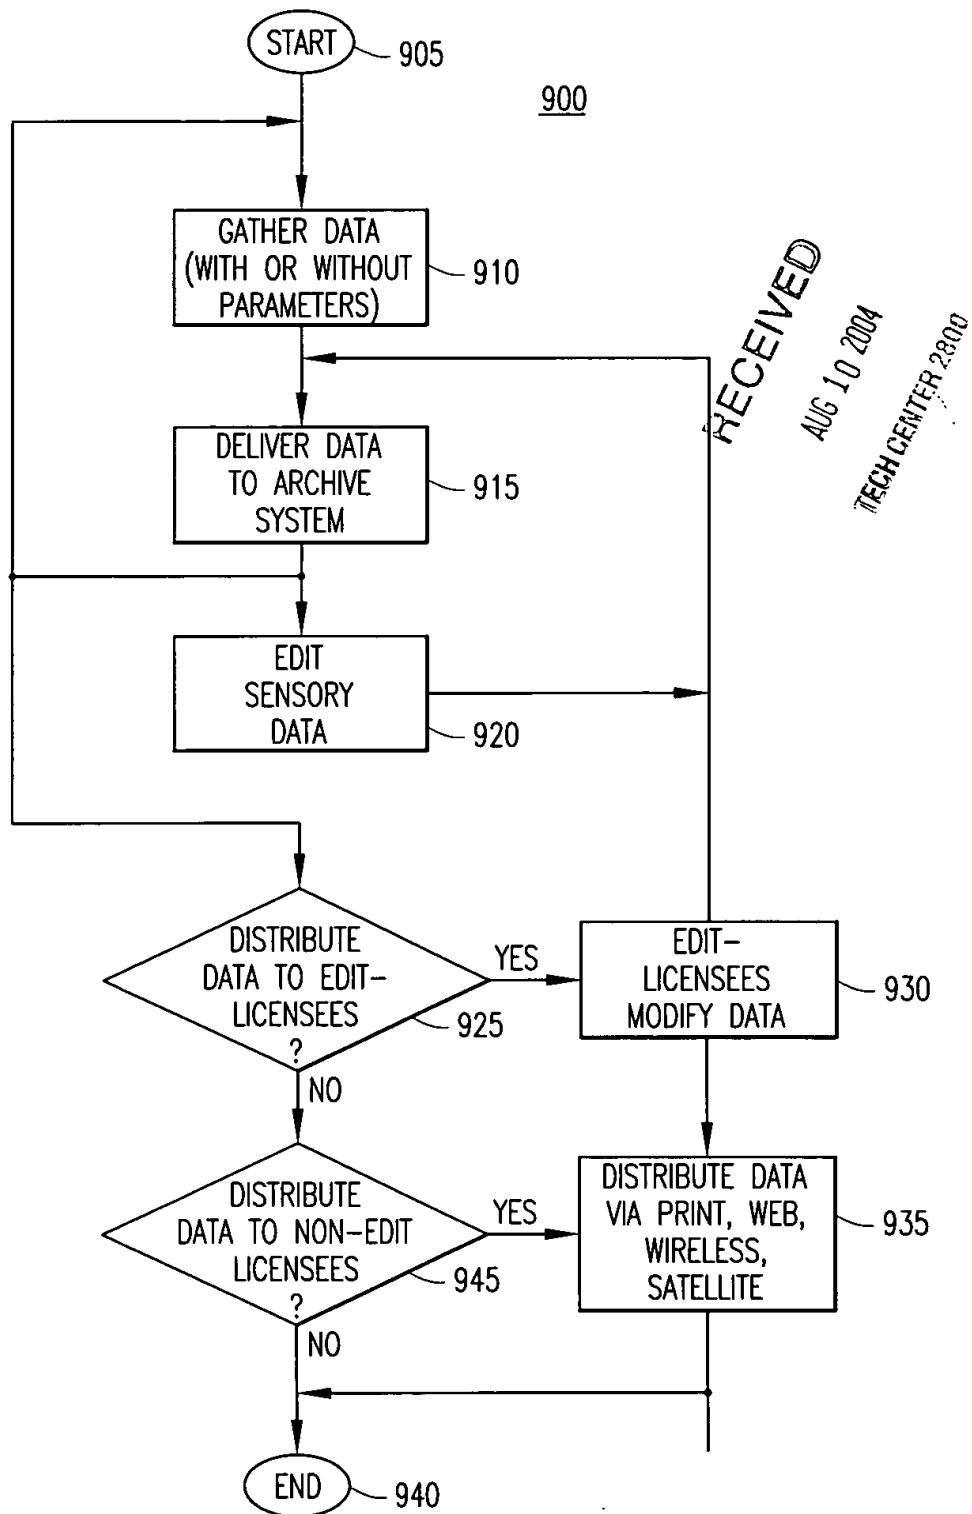 START
905
900
GATHER DATA
(WITH OR WITHOUT
PARAMETERS)
910
RECEIVED
AUG 10 2004
TECH CENTER 2800
DELIVER DATA
TO ARCHIVE
SYSTEM
915
EDIT
SENSORY
DATA
920
DISTRIBUTE
DATA TO EDIT-
LICENSEES
?
925
YES
NO
EDIT-
LICENSEES
MODIFY DATA
930
DISTRIBUTE
DATA TO NON-EDIT
LICENSEES
?
945
YES
NO
DISTRIBUTE DATA
VIA PRINT, WEB,
WIRELESS,
SATELLITE
935
END
940